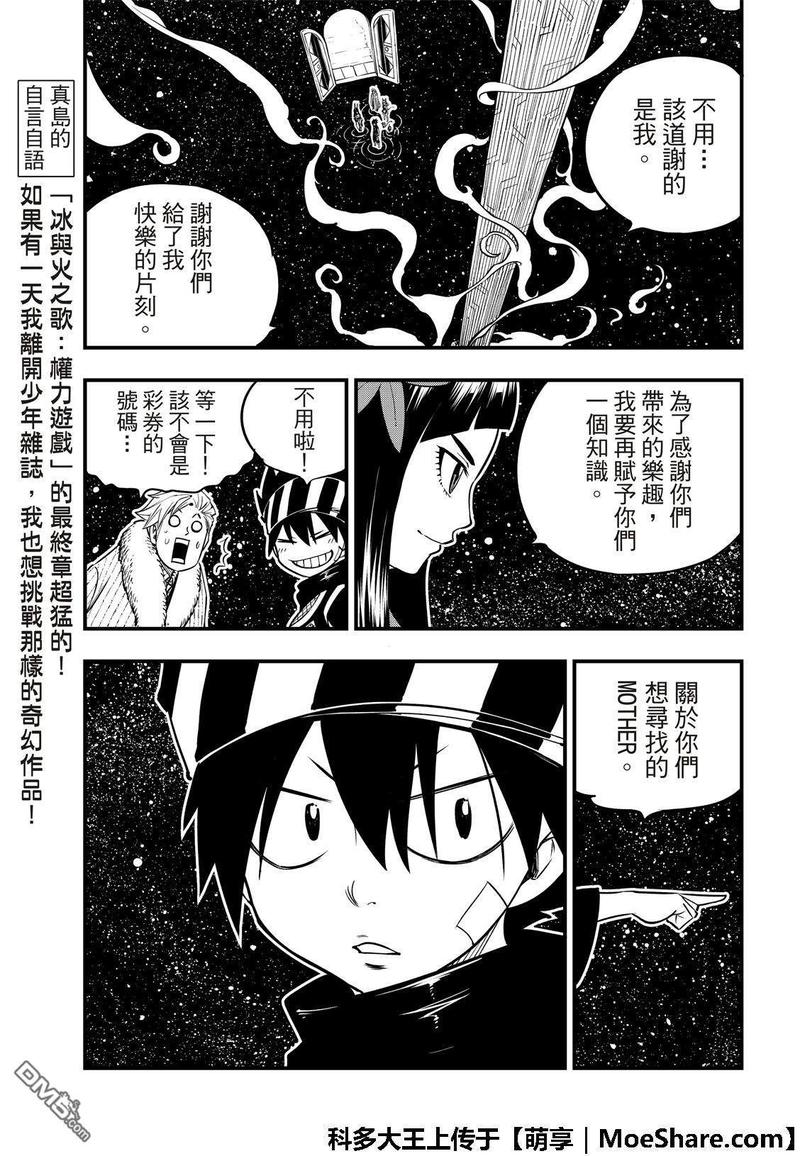 不用…
該道謝的
是我。
謝謝你們
給了我
快樂的片刻。
為了感謝你們
帶來的樂趣，
我要再賦予你們
一個知識。
不用啦！
等一下！
該不會是
彩券的
號碼…
關於你們
想尋找的
MOTHER。
真島的
自言自語
「冰與火之歌：權力遊戲」的最終章超猛的！
如果有一天我離開少年雜誌，我也想挑戰那樣的奇幻作品！
DM5.com
科多大王上传于【萌享｜MoeShare.com】